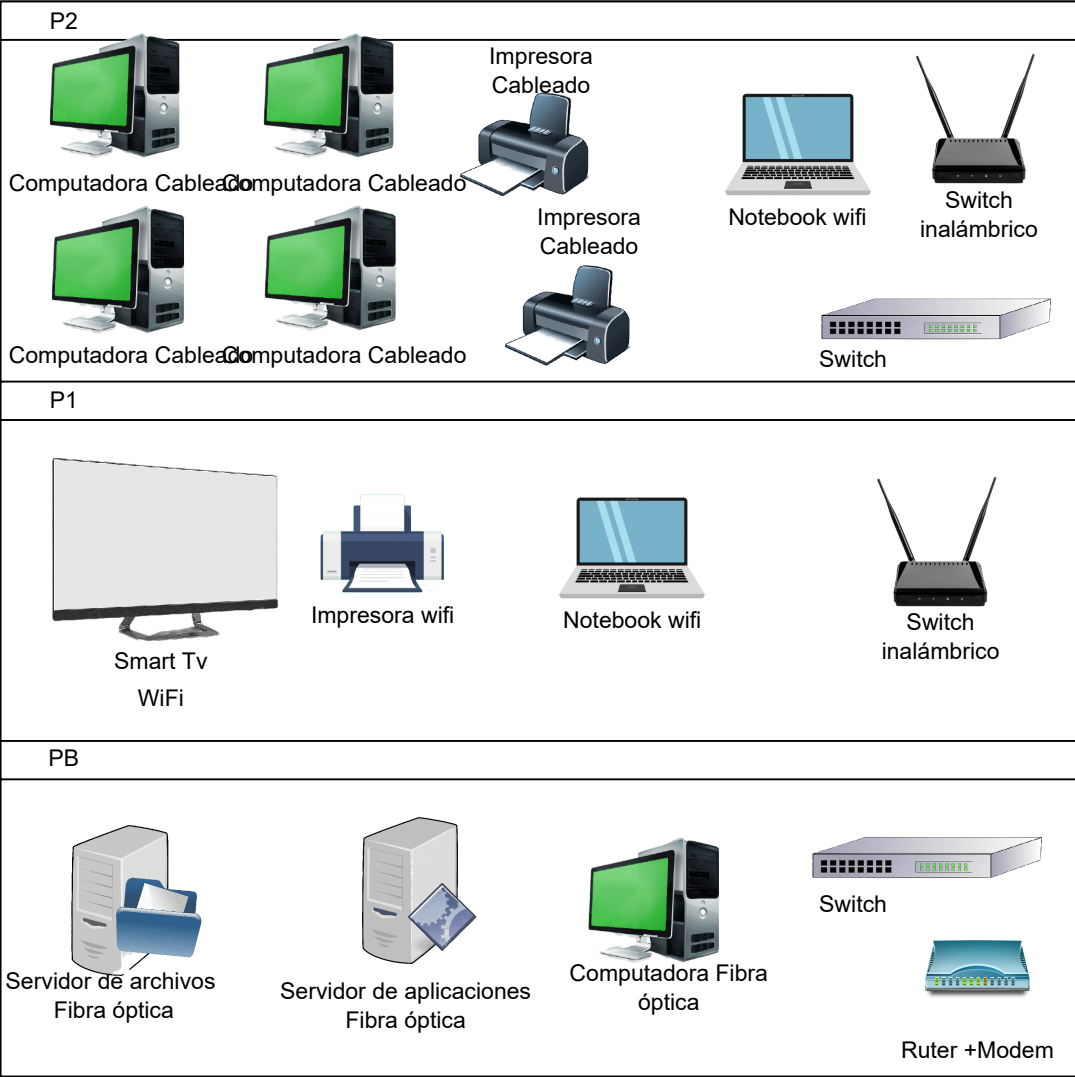 P2
Impresora
Cableado
Computadora Cableado
Computadora Cableado
Notebook wifi
Switch
inalámbrico
Impresora
Cableado
Computadora Cableado
Computadora Cableado
Switch
P1
Impresora wifi
Notebook wifi
Switch
inalámbrico
Smart Tv
WiFi
PB
Switch
Servidor de archivos
Fibra óptica
Servidor de aplicaciones
Fibra óptica
Computadora Fibra
óptica
Ruter +Modem